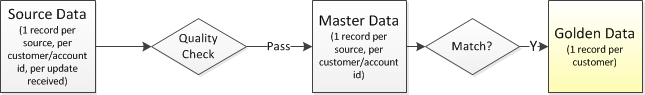 Source Data
(1 record per
source, per
customer/account
id, per update
received)
Quality
Check
Pass
Master Data
(1 record per
source, per
customer/account
id)
Match?
Y
Golden Data
(1 record per
customer)